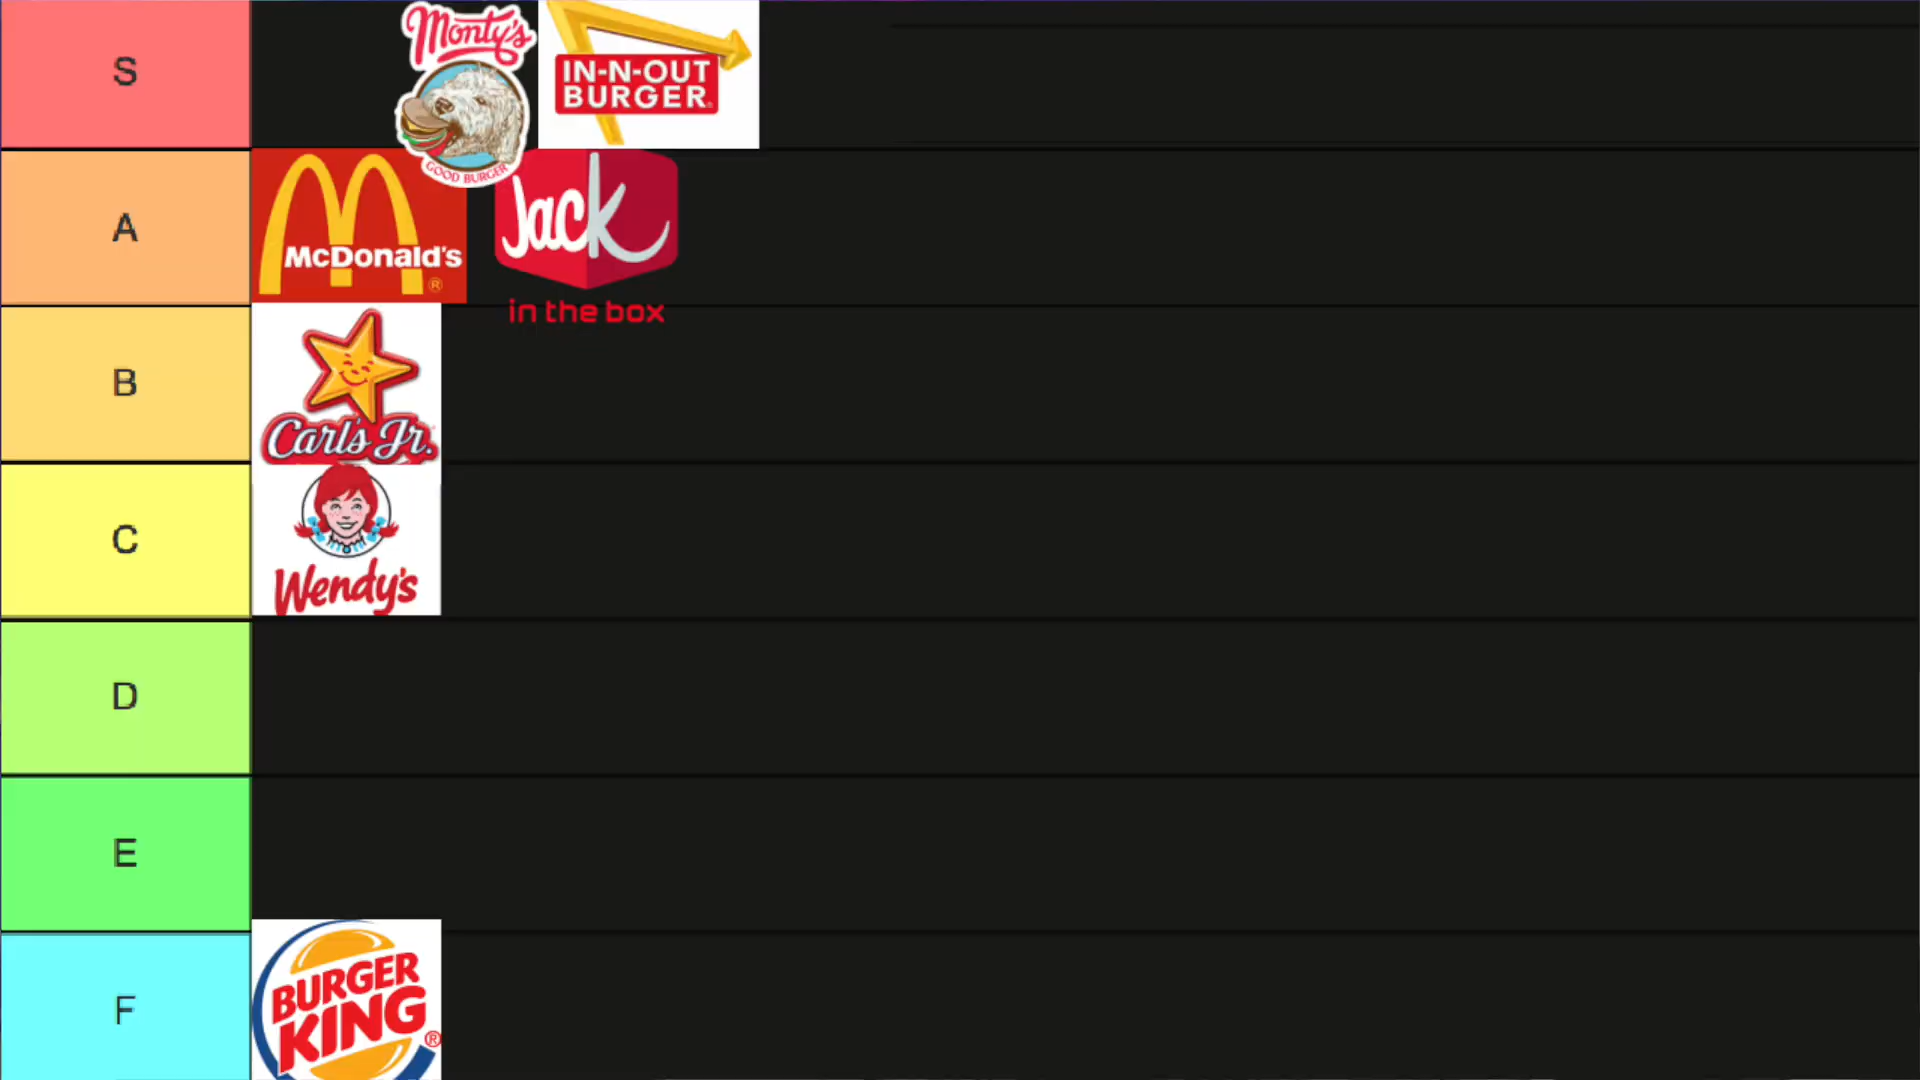 S
Monty's
GOOD BURGER
IN-N-OUT
BURGER
A
McDonald's
®
Jack
in the box
B
Carl's Jr.
C
Wendy's
D
E
F
BURGER
KING
®